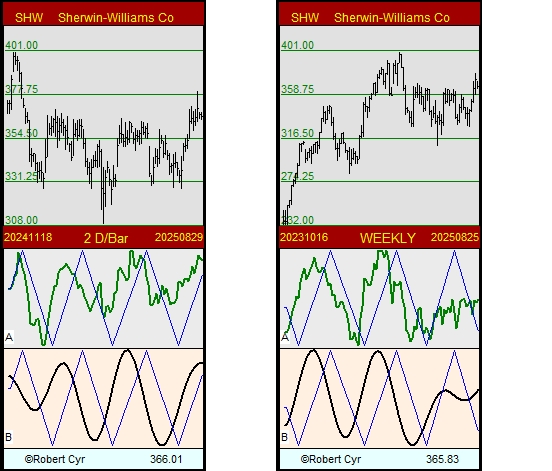 SHW Sherwin-Williams Co
401.00
377.75
354.50
331.25
308.00
20241118 2 D/Bar 20250829
A
B
©Robert Cyr 366.01
SHW Sherwin-Williams Co
401.00
358.75
316.50
274.25
232.00
20231016 WEEKLY 20250825
A
B
©Robert Cyr 365.83